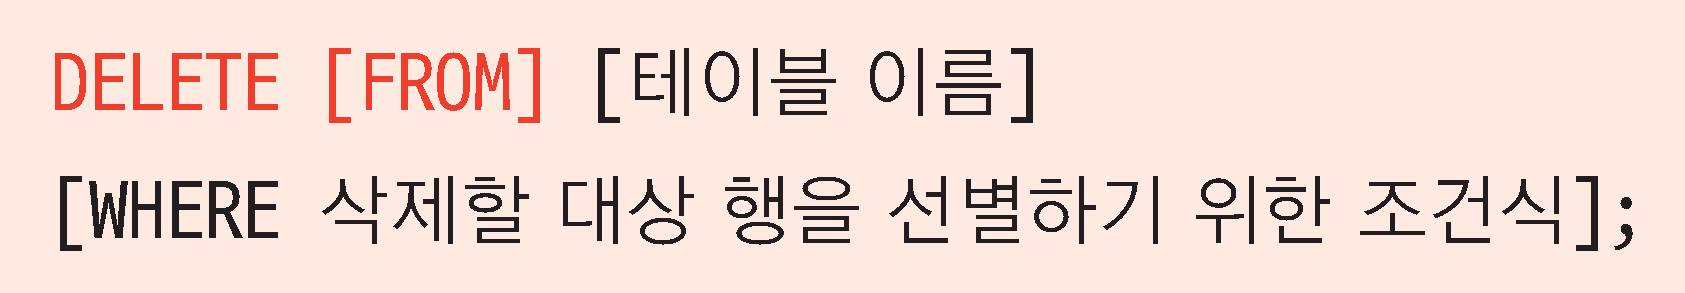 DELETE [FROM] [테이블 이름]
[WHERE 삭제할 대상 행을 선별하기 위한 조건식];